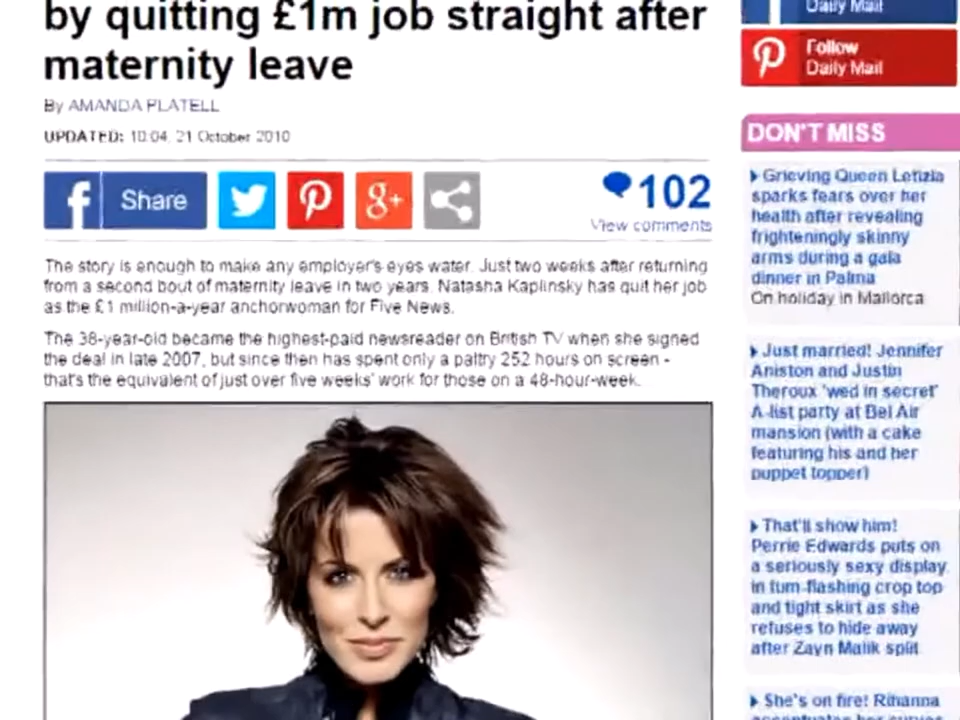 by quitting £1m job straight after
maternity leave
By AMANDA PLATELL
UPDATED: 10:04, 21 October 2010
Share
g+
102
View comments
The story is enough to make any employer's eyes water. Just two weeks after returning
from a second bout of maternity leave in two years, Natasha Kaplinsky has quit her job
as the £1 million-a-year anchorwoman for Five News.
The 38-year-old became the highest-paid newsreader on British TV when she signed
the deal in late 2007, but since then has spent only a paltry 252 hours on screen -
that's the equivalent of just over five weeks' work for those on a 48-hour-week.
Daily Mail
Follow
Daily Mail
DON'T MISS
Grieving Queen Letizia
sparks fears over her
health after revealing
frighteningly skinny
arms during a gala
dinner in Palma
On holiday in Mallorca
Just married! Jennifer
Aniston and Justin
Theroux 'wed in secret'
A-list party at Bel Air
mansion (with a cake
featuring his and her
puppet topper)
That'll show him!
Perrie Edwards puts on
a seriously sexy display
in tum-flashing crop top
and tight skirt as she
refuses to hide away
after Zayn Malik split
She's on fire! Rihanna
accentuates her curves